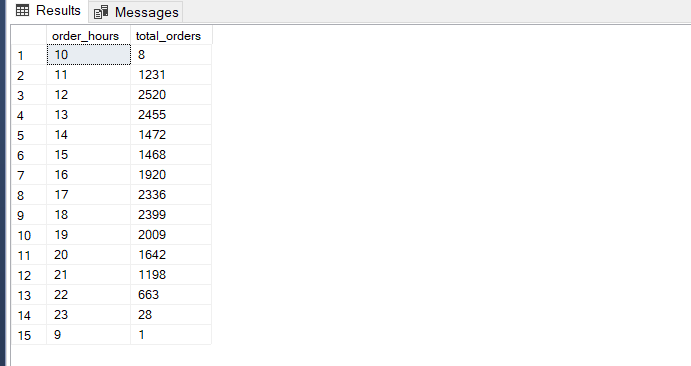 Results Messages
order_hours total_orders
1 10 8
2 11 1231
3 12 2520
4 13 2455
5 14 1472
6 15 1468
7 16 1920
8 17 2336
9 18 2399
10 19 2009
11 20 1642
12 21 1198
13 22 663
14 23 28
15 9 1